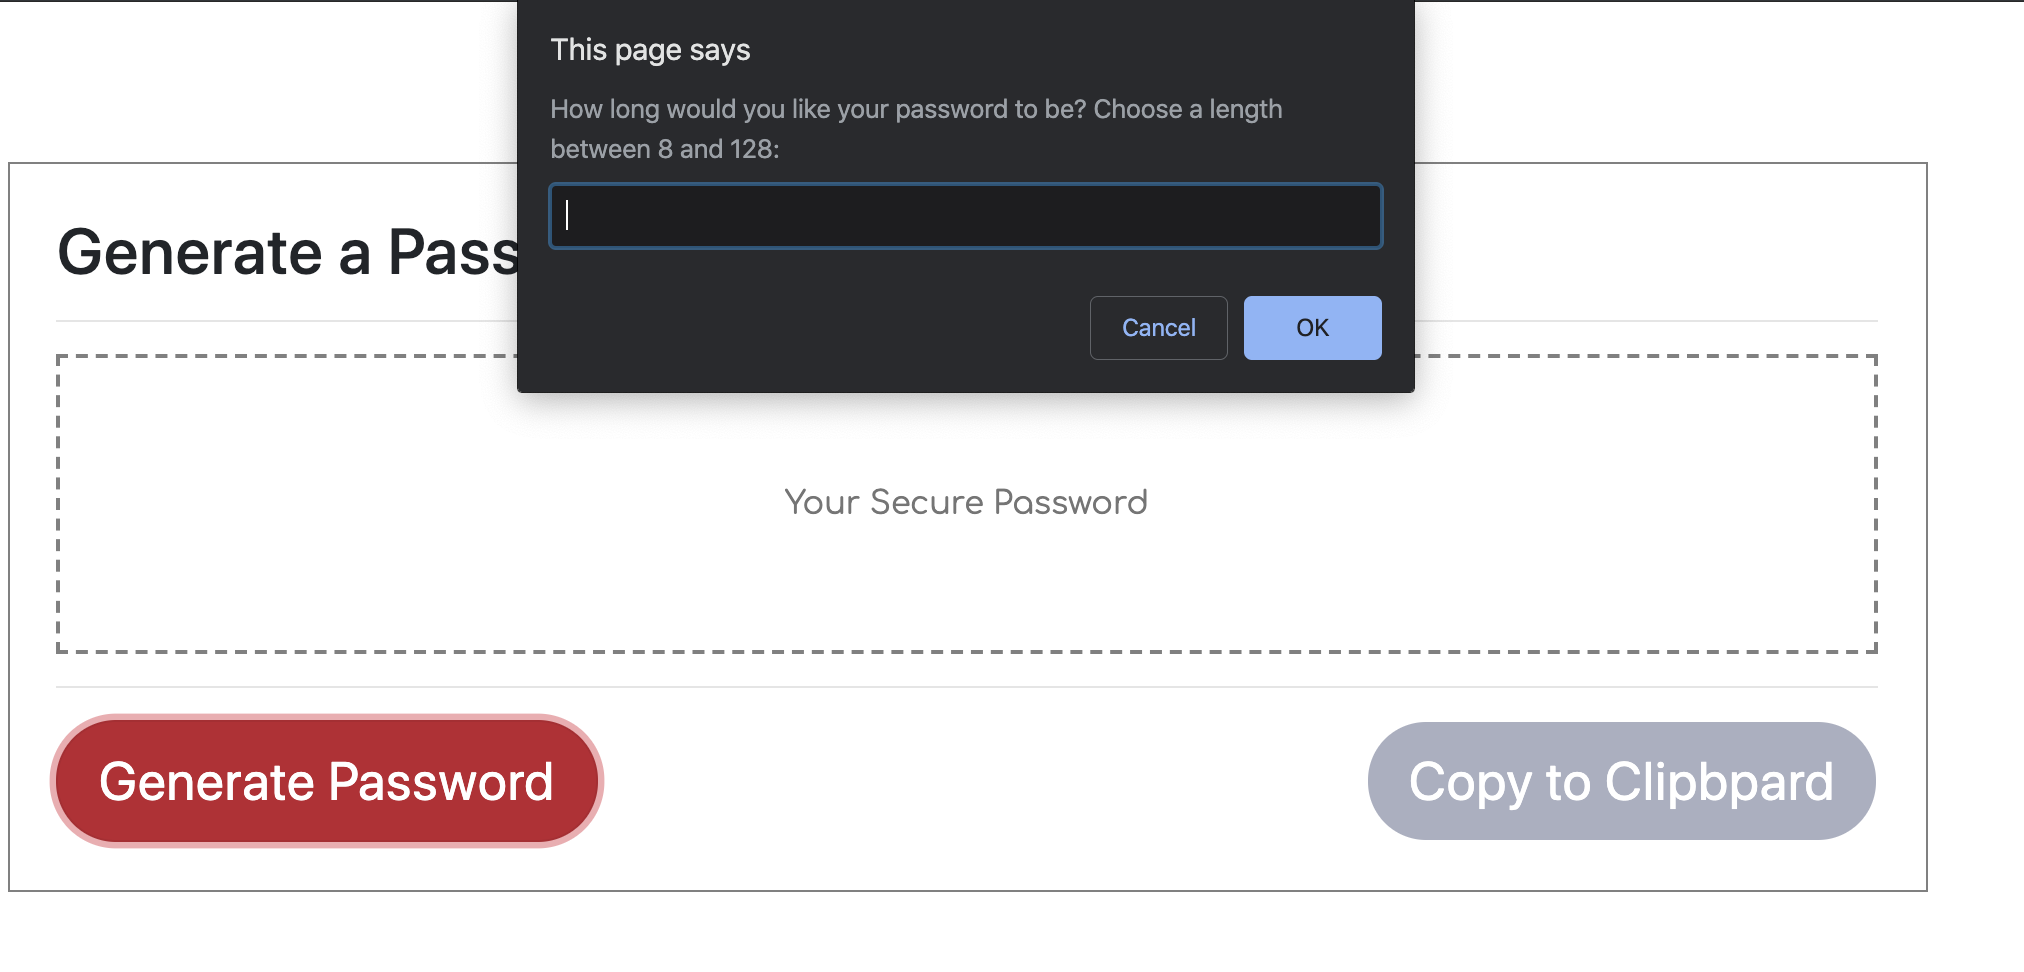 This page says
How long would you like your password to be? Choose a length
between 8 and 128:
Cancel
OK
Generate a Pass
Your Secure Password
Generate Password
Copy to Clipbpard